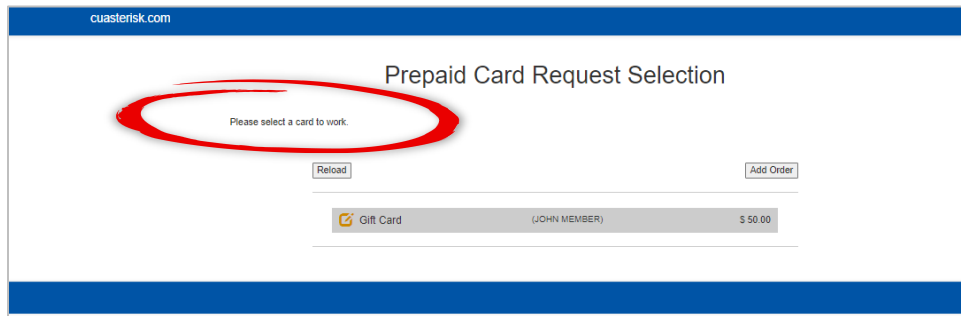 cuasterisk.com
Prepaid Card Request Selection
Please select a card to work.
Reload Add Order
Gift Card (JOHN MEMBER) $ 50.00